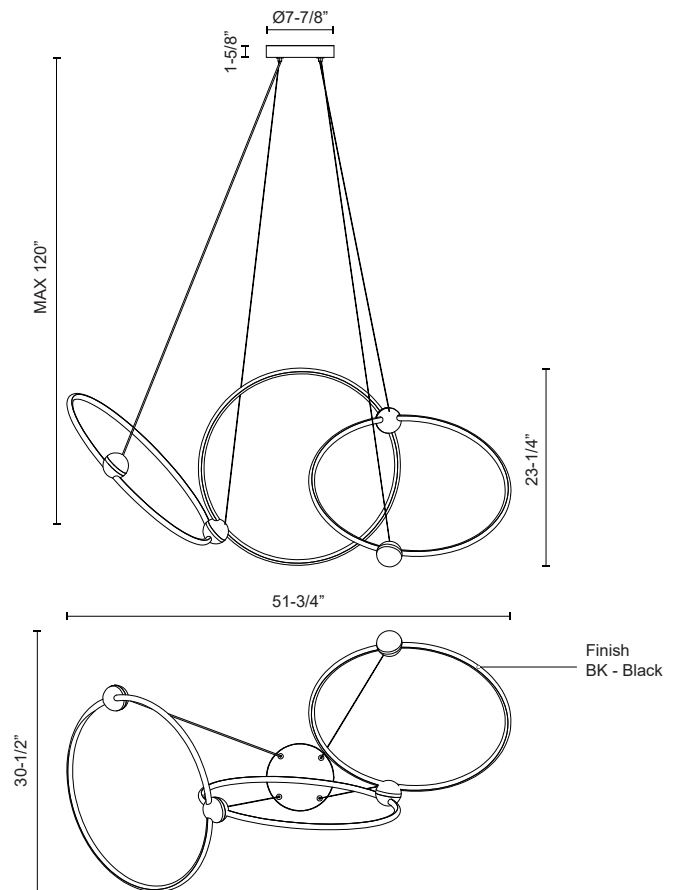 Ø7-7/8”
1-5/8”
MAX 120”
23-1/4”
51-3/4”
Finish
BK - Black
30-1/2”